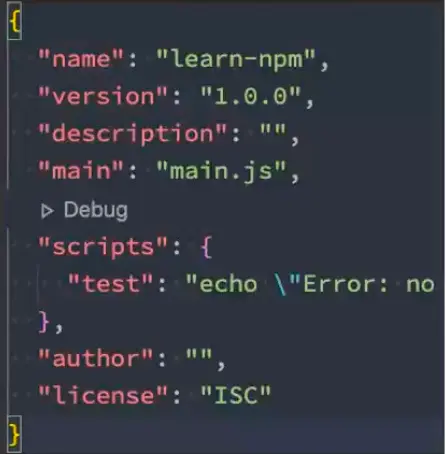 {
"name": "learn-npm",
"version": "1.0.0",
"description": "",
"main": "main.js",
Debug
"scripts": {
"test": "echo \"Error: no
},
"author": "",
"license": "ISC"
}